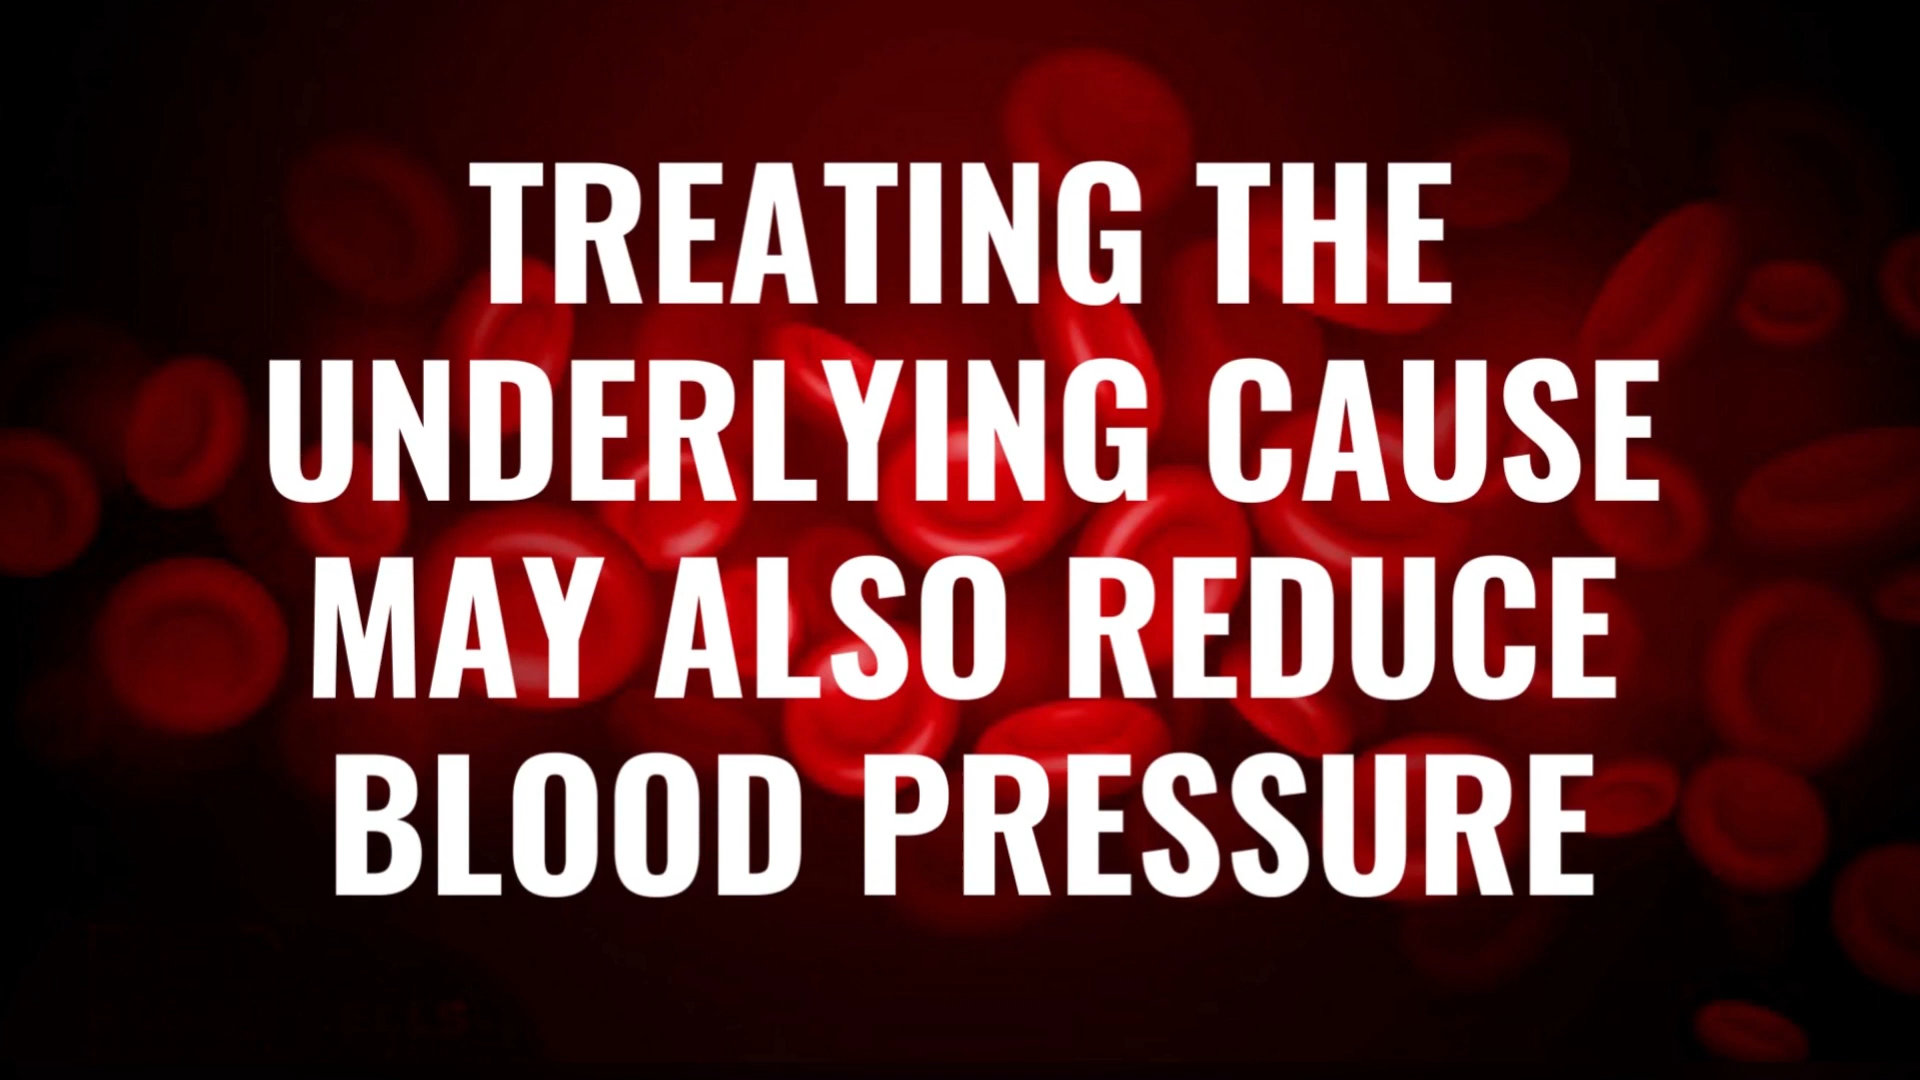 TREATING THE
UNDERLYING CAUSE
MAY ALSO REDUCE
BLOOD PRESSURE